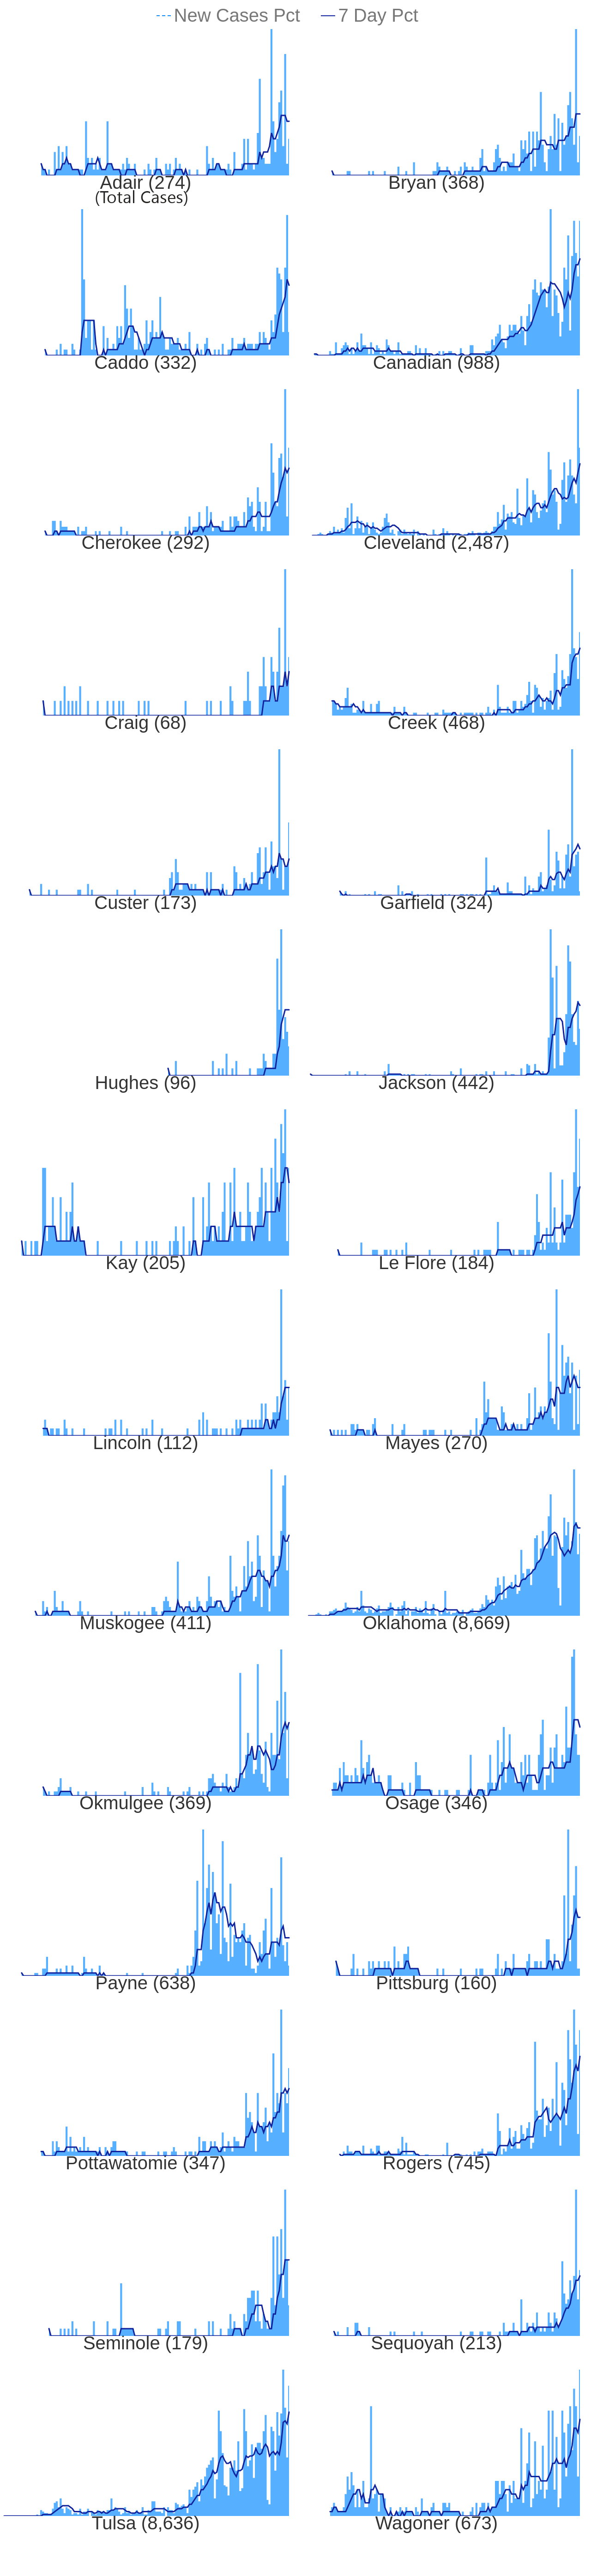 New Cases Pct 7 Day Pct
Adair (274) Bryan (368)
(Total Cases)
Caddo (332) Canadian (988)
Cherokee (292) Cleveland (2,487)
Craig (68) Creek (468)
Custer (173) Garfield (324)
Hughes (96) Jackson (442)
Kay (205) Le Flore (184)
Lincoln (112) Mayes (270)
Muskogee (411) Oklahoma (8,669)
Okmulgee (369) Osage (346)
Payne (638) Pittsburg (160)
Pottawatomie (347) Rogers (745)
Seminole (179) Sequoyah (213)
Tulsa (8,636) Wagoner (673)